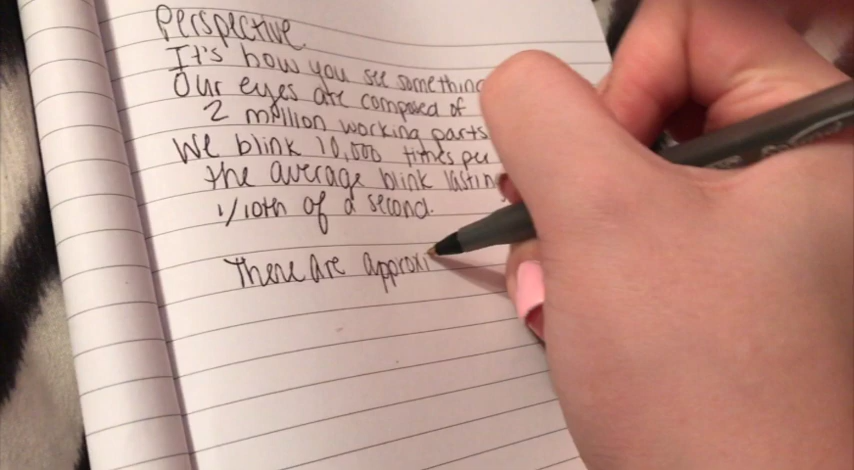 Perspective.
It's how you see something
Our eyes are composed of
2 million working parts
We blink 10,000 times per
the average blink lasting
1/10th of a second.
There are approxi